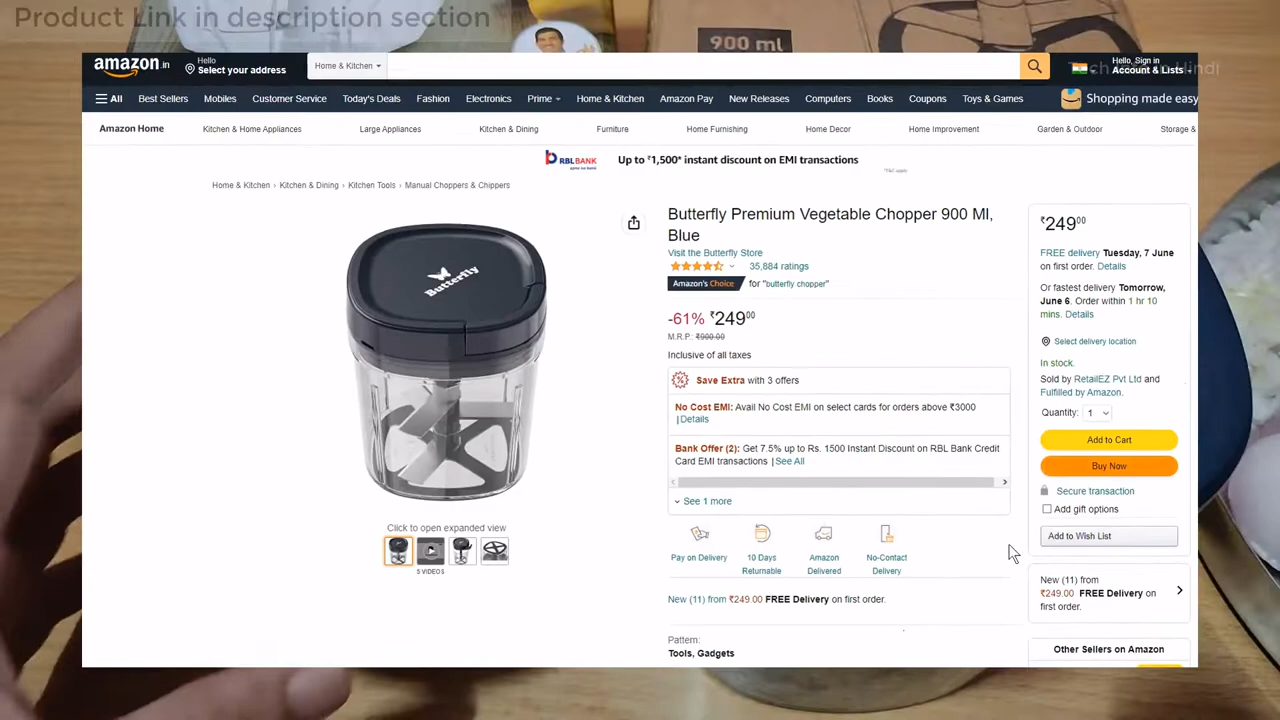 Product Link in description section
900 ml
amazon.in
Hello
Select your address
Home & Kitchen
Hello, Sign in
Account & Lists
Tech in Hindi
All
Best Sellers
Mobiles
Customer Service
Today's Deals
Fashion
Electronics
Prime
Home & Kitchen
Amazon Pay
New Releases
Computers
Books
Coupons
Toys & Games
Shopping made easy
Amazon Home
Kitchen & Home Appliances
Large Appliances
Kitchen & Dining
Furniture
Home Furnishing
Home Decor
Home Improvement
Garden & Outdoor
Storage &
RBLBANK
Up to ₹1,500* instant discount on EMI transactions
*T&C apply
Home & Kitchen › Kitchen & Dining › Kitchen Tools › Manual Choppers & Chippers
Butterfly
Click to open expanded view
5 VIDEOS
Butterfly Premium Vegetable Chopper 900 Ml,
Blue
Visit the Butterfly Store
35,884 ratings
Amazon's Choice for "butterfly chopper"
-61% ₹249.00
M.R.P.: ₹900.00
Inclusive of all taxes
Save Extra with 3 offers
No Cost EMI: Avail No Cost EMI on select cards for orders above ₹3000
|Details
Bank Offer (2): Get 7.5% up to Rs. 1500 Instant Discount on RBL Bank Credit
Card EMI transactions |See All
See 1 more
Pay on Delivery
10 Days
Returnable
Amazon
Delivered
No-Contact
Delivery
New (11) from ₹249.00 FREE Delivery on first order.
Pattern:
Tools, Gadgets
₹249.00
FREE delivery Tuesday, 7 June
on first order. Details
Or fastest delivery Tomorrow,
June 6. Order within 1 hr 10
mins. Details
Select delivery location
In stock.
Sold by RetailEZ Pvt Ltd and
Fulfilled by Amazon.
Quantity: 1
Add to Cart
Buy Now
Secure transaction
Add gift options
Add to Wish List
New (11) from
₹249.00 FREE Delivery on
first order.
Other Sellers on Amazon